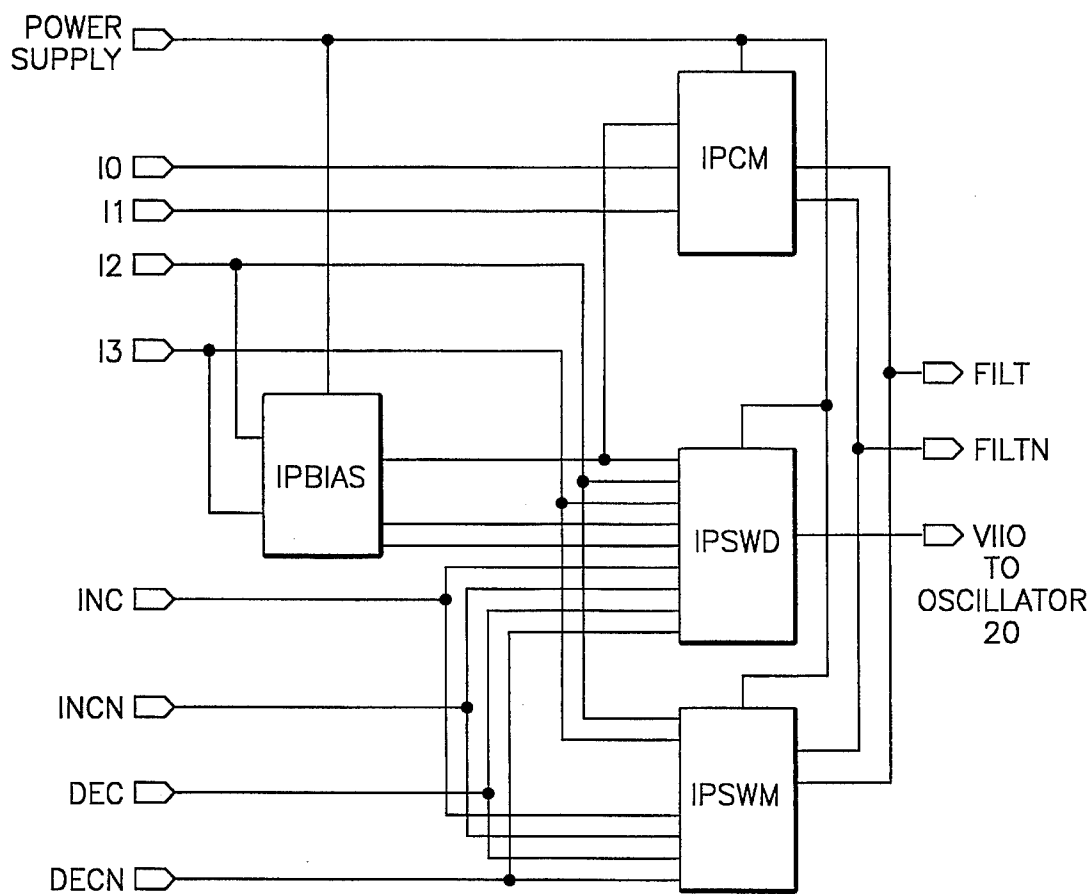 POWER
SUPPLY
I0
IPCM
I1
I2
I3
FILT
FILTN
IPBIAS
IPSWD
VIIO
TO
OSCILLATOR
20
INC
INCN
DEC
IPSWM
DECN